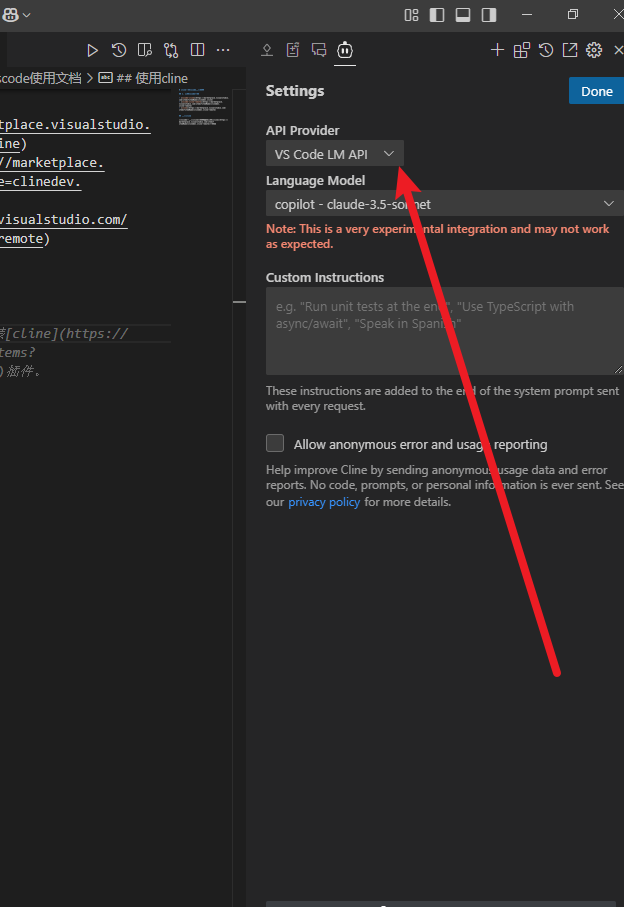 scode使用文档 > ## 使用cline
tplace.visualstudio.
ine)
//marketplace.
e=clinedev.
visualstudio.com/
remote)
[cline](https://
tems?
)插件。
Settings
Done
API Provider
VS Code LM API
Language Model
copilot - claude-3.5-sonnet
Note: This is a very experimental integration and may not work
as expected.
Custom Instructions
e.g. "Run unit tests at the end", "Use TypeScript with
async/await", "Speak in Spanish"
These instructions are added to the end of the system prompt sent
with every request.
Allow anonymous error and usage reporting
Help improve Cline by sending anonymous usage data and error
reports. No code, prompts, or personal information is ever sent. See
our privacy policy for more details.